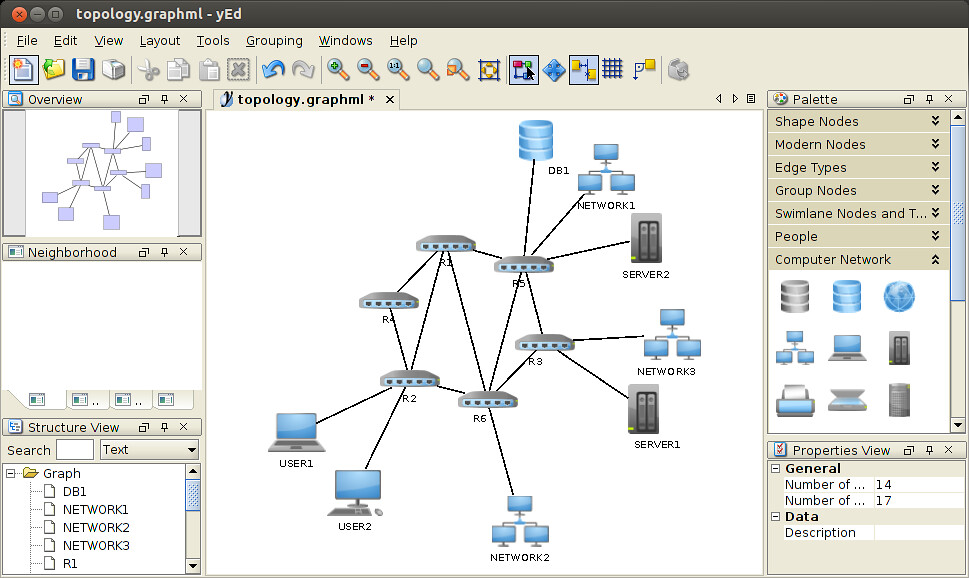 topology.graphml - yEd
File Edit View Layout Tools Grouping Windows Help
Overview
topology.graphml *
Palette
Shape Nodes
Modern Nodes
Edge Types
Group Nodes
Swimlane Nodes and T...
People
Computer Network
Neighborhood
..
..
Structure View
Search
Text
Graph
DB1
NETWORK1
NETWORK2
NETWORK3
R1
DB1
NETWORK1
SERVER2
R1
R5
R4
R3
NETWORK3
R2
R6
SERVER1
USER1
USER2
NETWORK2
Properties View
General
Number of ... 14
Number of ... 17
Data
Description